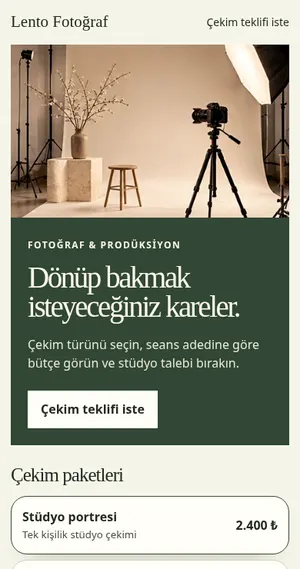 Lento Fotoğraf
Çekim teklifi iste
FOTOĞRAF & PRODÜKSİYON
Dönüp bakmak
isteyeceğiniz kareler.
Çekim türünü seçin, seans adedine göre
bütçe görün ve stüdyo talebi bırakın.
Çekim teklifi iste
Çekim paketleri
Stüdyo portresi
Tek kişilik stüdyo çekimi
2.400 ₺